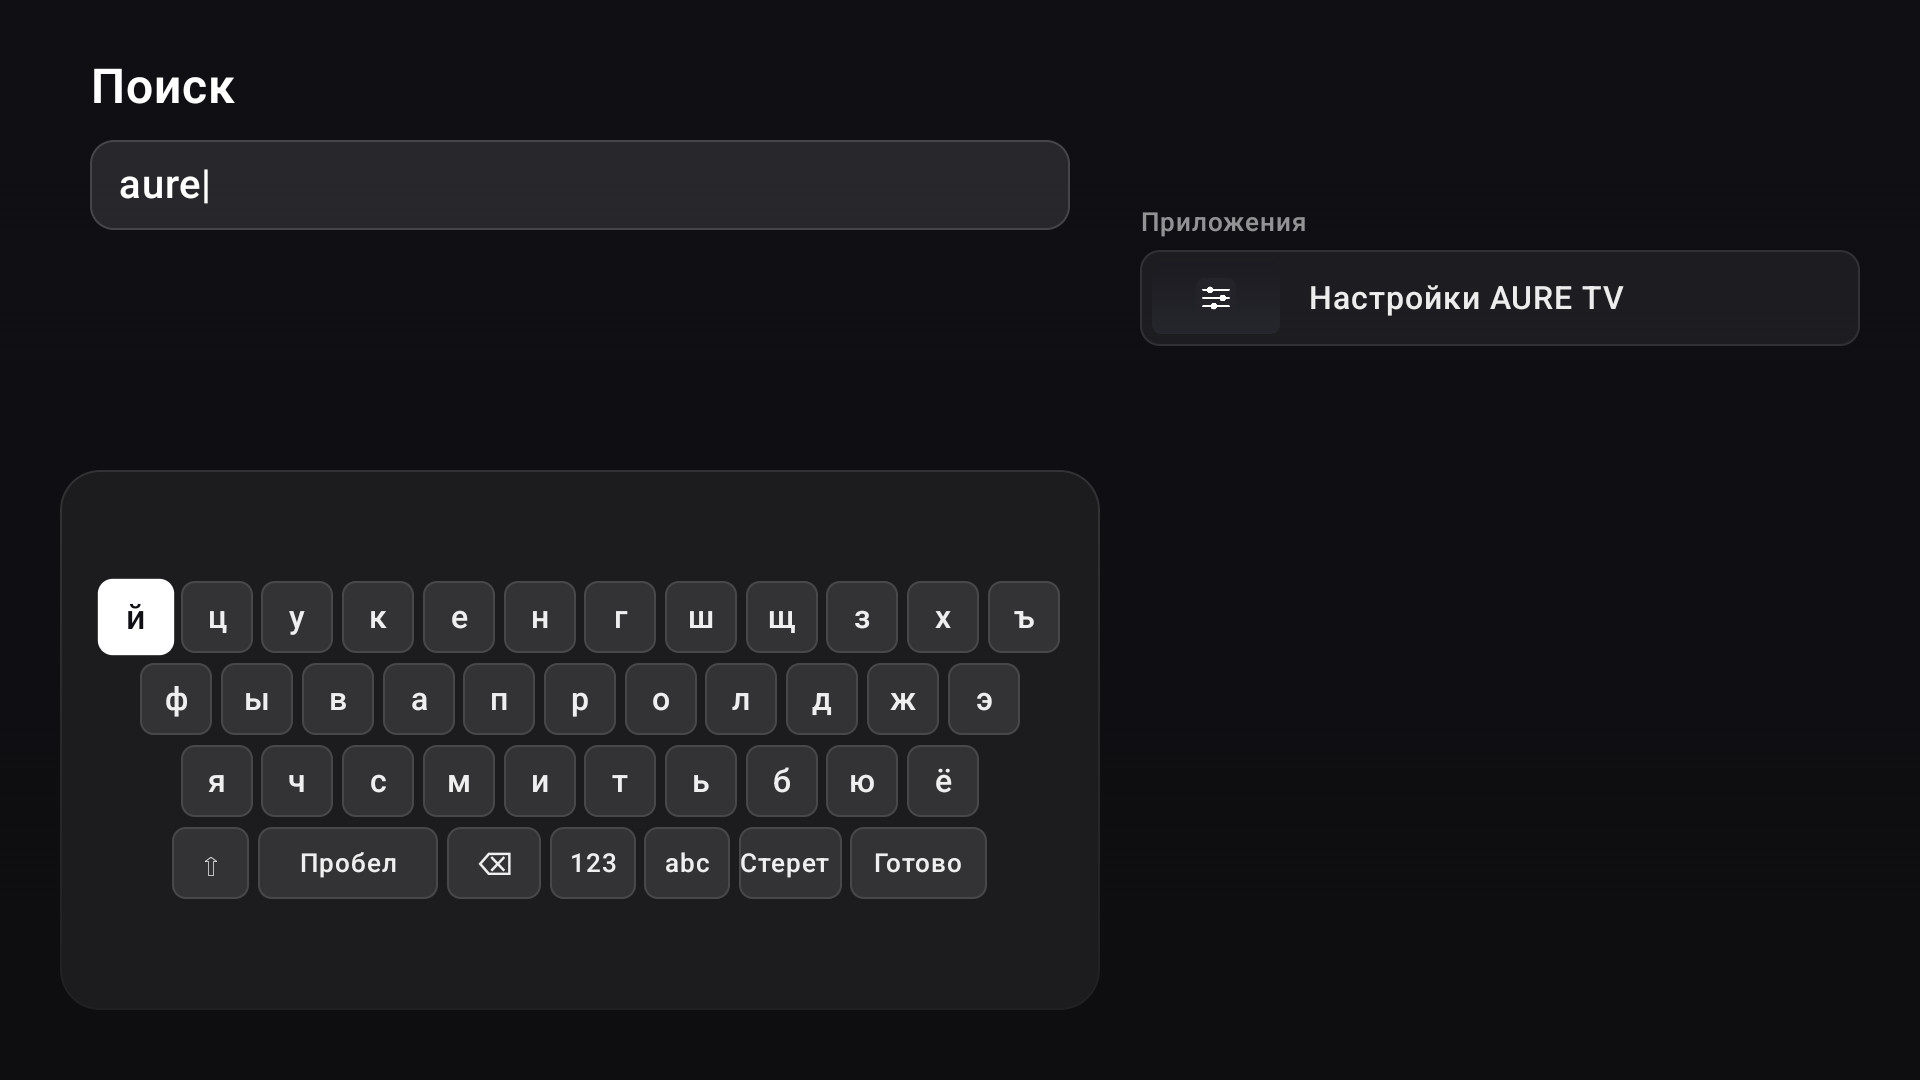 Поиск
aure
Приложения
Настройки AURE TV
й ц у к е н г ш щ з х ъ
ф ы в а п р о л д ж э
я ч с м и т ь б ю ё
⇧ Пробел ⌫ 123 abc Стерет Готово